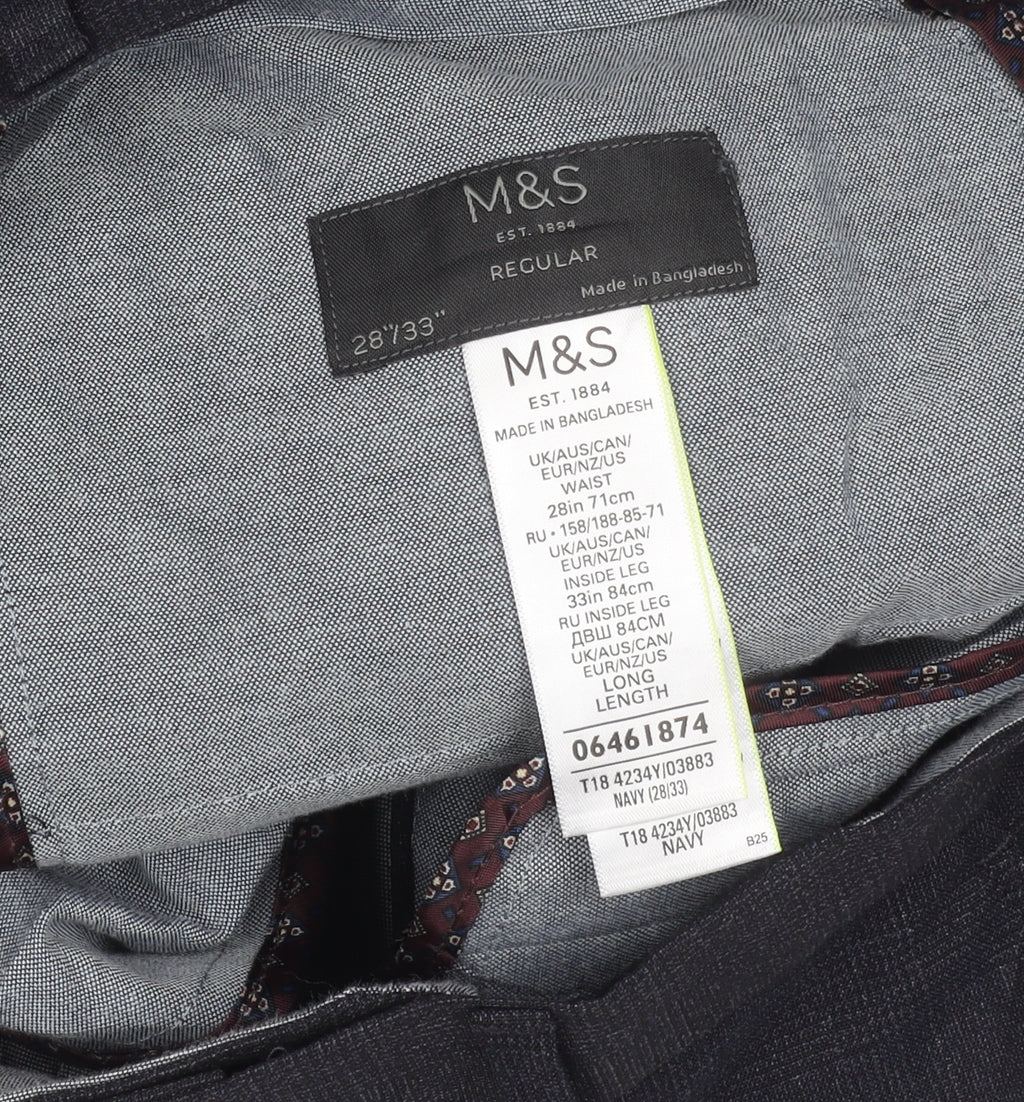 M&S
EST. 1884
REGULAR
Made in Bangladesh
28"/33"
M&S
EST. 1884
MADE IN BANGLADESH
UK/AUS/CAN/
EUR/NZ/US
WAIST
28in 71cm
RU • 158/188-85-71
UK/AUS/CAN/
EUR/NZ/US
INSIDE LEG
33in 84cm
RU INSIDE LEG
ДВШ 84СМ
UK/AUS/CAN/
EUR/NZ/US
LONG
LENGTH
06461874
T18 4234Y/03883
NAVY (28/33)
T18 4234Y/03883
NAVY
B25